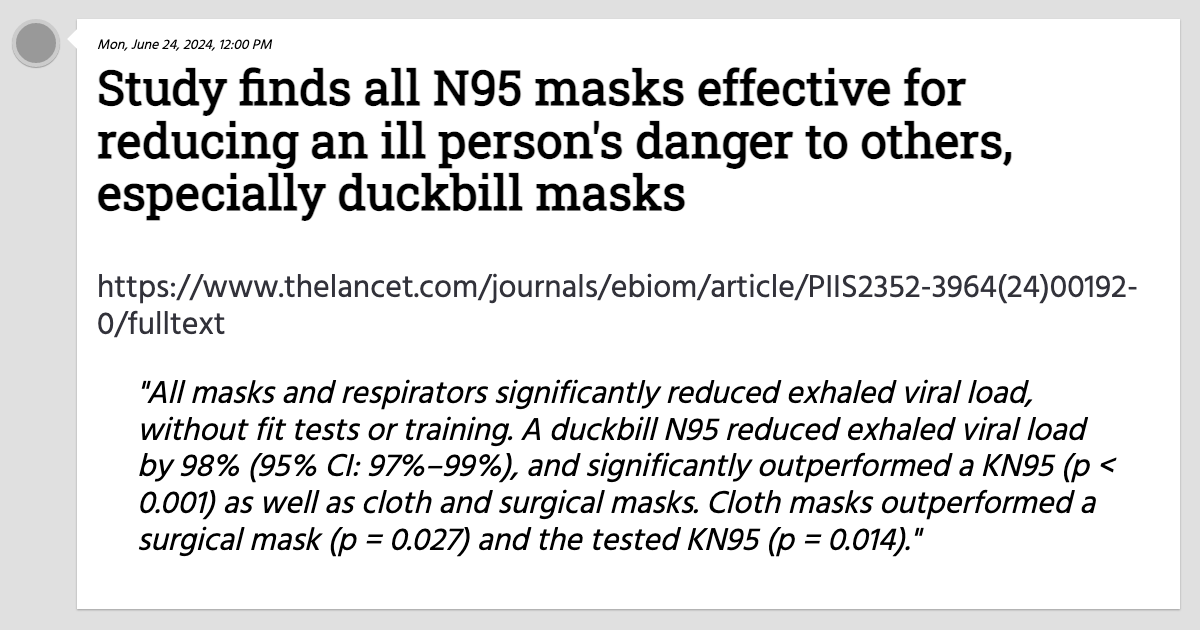 Mon, June 24, 2024, 12:00 PM
Study finds all N95 masks effective for
reducing an ill person's danger to others,
especially duckbill masks
https://www.thelancet.com/journals/ebiom/article/PIIS2352-3964(24)00192-
0/fulltext
"All masks and respirators significantly reduced exhaled viral load,
without fit tests or training. A duckbill N95 reduced exhaled viral load
by 98% (95% CI: 97%–99%), and significantly outperformed a KN95 (p <
0.001) as well as cloth and surgical masks. Cloth masks outperformed a
surgical mask (p = 0.027) and the tested KN95 (p = 0.014)."